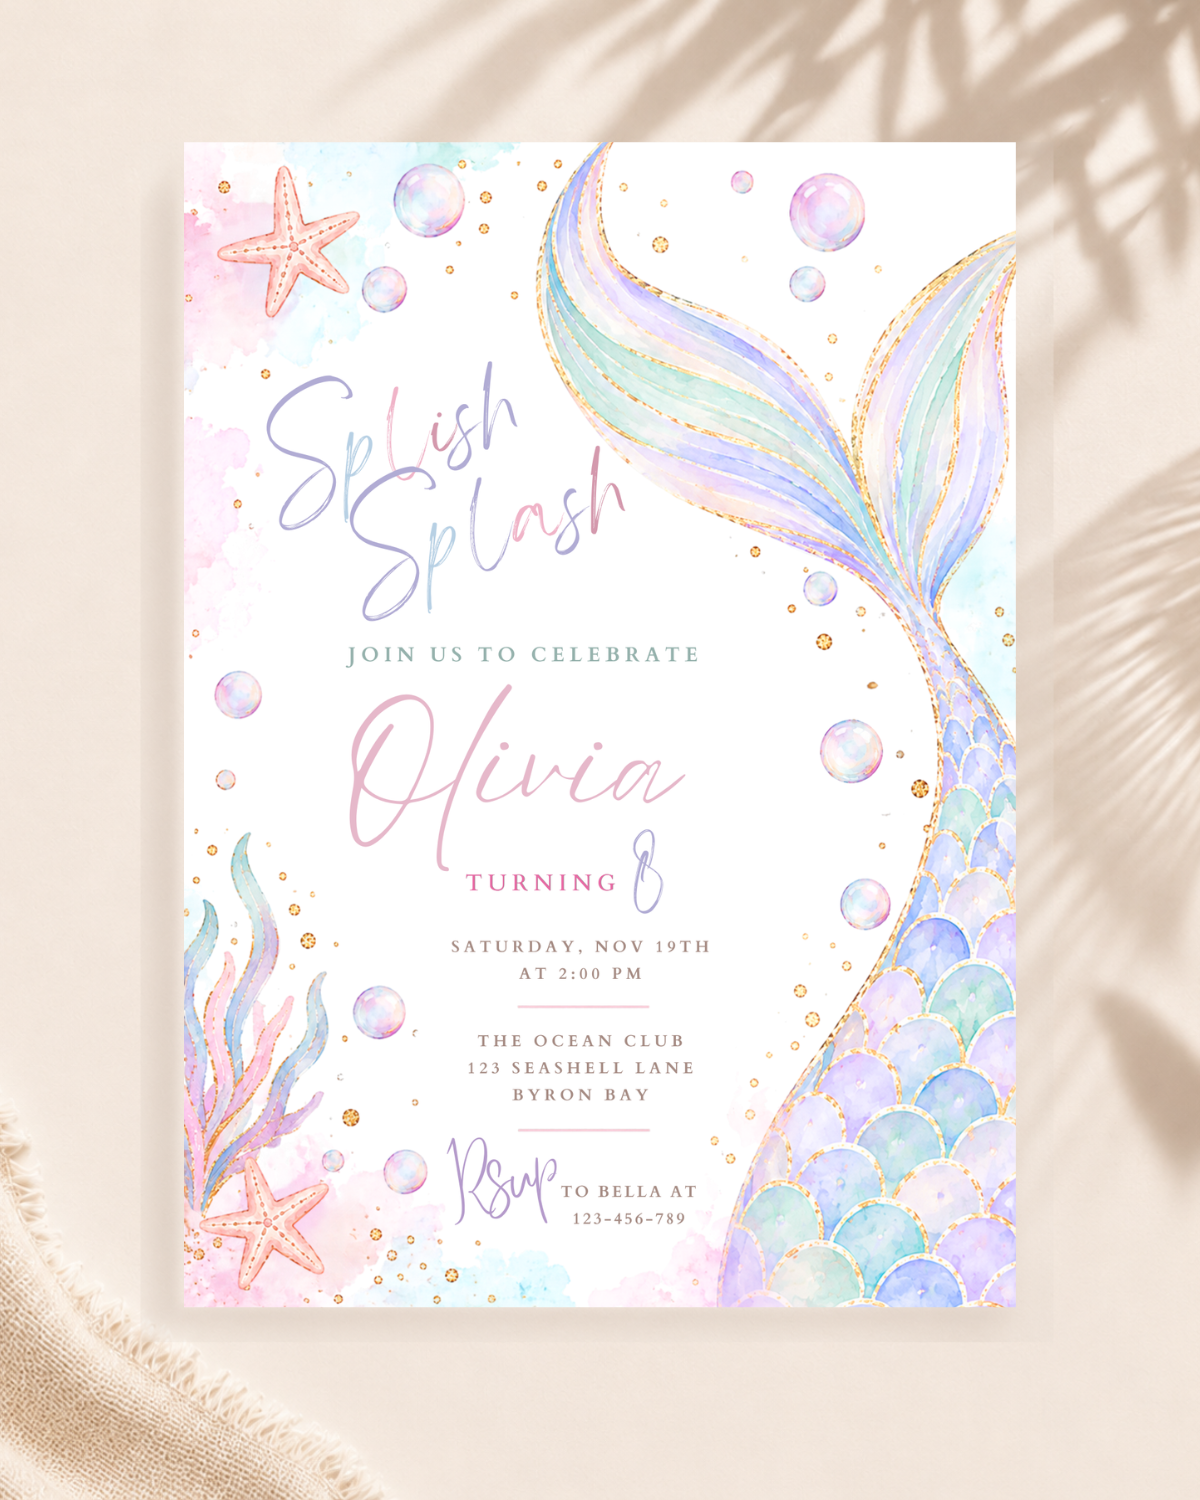 Splish
Splash
JOIN US TO CELEBRATE
Olivia
TURNING 8
SATURDAY, NOV 19TH
AT 2:00 PM
THE OCEAN CLUB
123 SEASHELL LANE
BYRON BAY
Rsvp TO BELLA AT
123-456-789